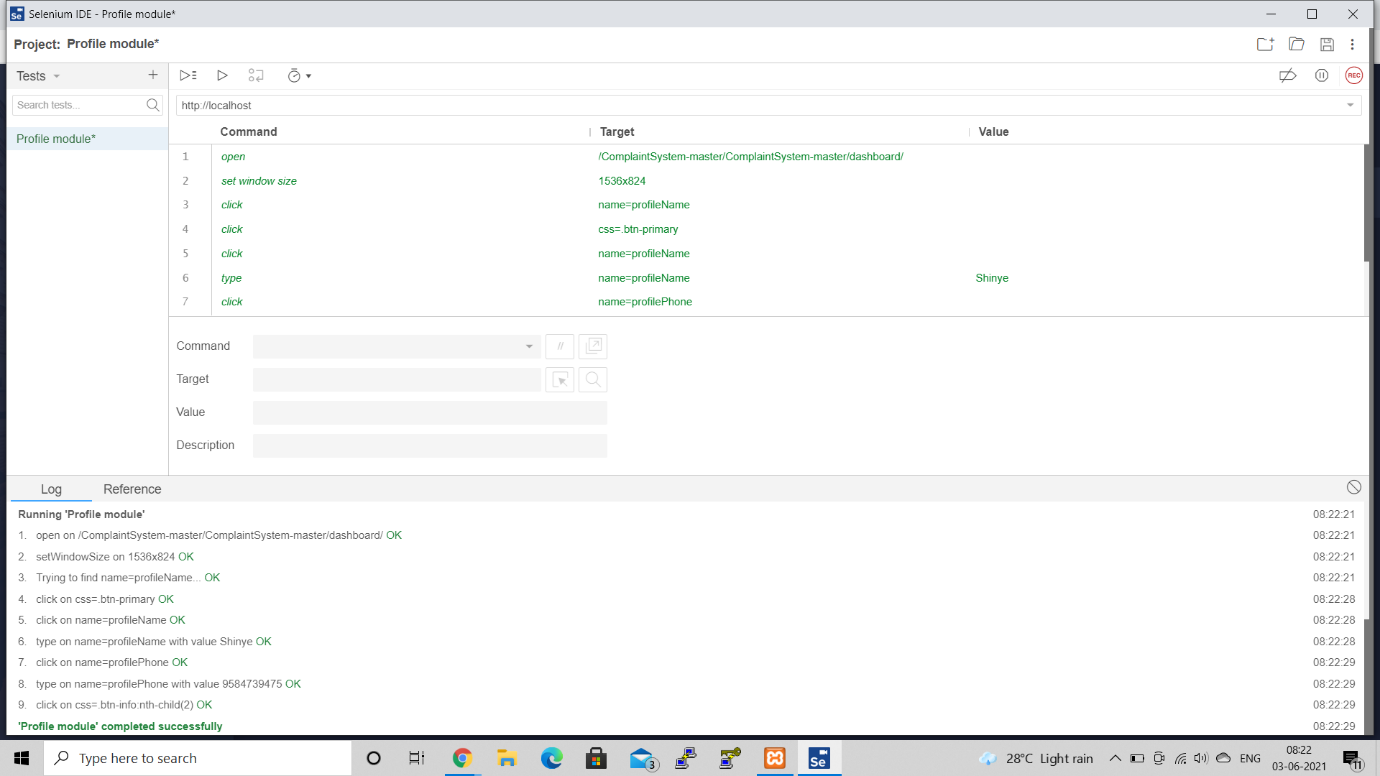 Selenium IDE - Profile module*
Project: Profile module*
Tests
Search tests...
Profile module*
http://localhost
Command Target Value
1 open /ComplaintSystem-master/ComplaintSystem-master/dashboard/
2 set window size 1536x824
3 click name=profileName
4 click css=.btn-primary
5 click name=profileName
6 type name=profileName Shinye
7 click name=profilePhone
REC
Command //
Target
Value
Description
Log Reference
Running 'Profile module' 08:22:21
1. open on /ComplaintSystem-master/ComplaintSystem-master/dashboard/ OK 08:22:21
2. setWindowSize on 1536x824 OK 08:22:21
3. Trying to find name=profileName... OK 08:22:21
4. click on css=.btn-primary OK 08:22:28
5. click on name=profileName OK 08:22:28
6. type on name=profileName with value Shinye OK 08:22:28
7. click on name=profilePhone OK 08:22:29
8. type on name=profilePhone with value 9584739475 OK 08:22:29
9. click on css=.btn-info:nth-child(2) OK 08:22:29
'Profile module' completed successfully 08:22:29
Type here to search
3
Se
28°C Light rain
ENG
08:22
03-06-2021
11